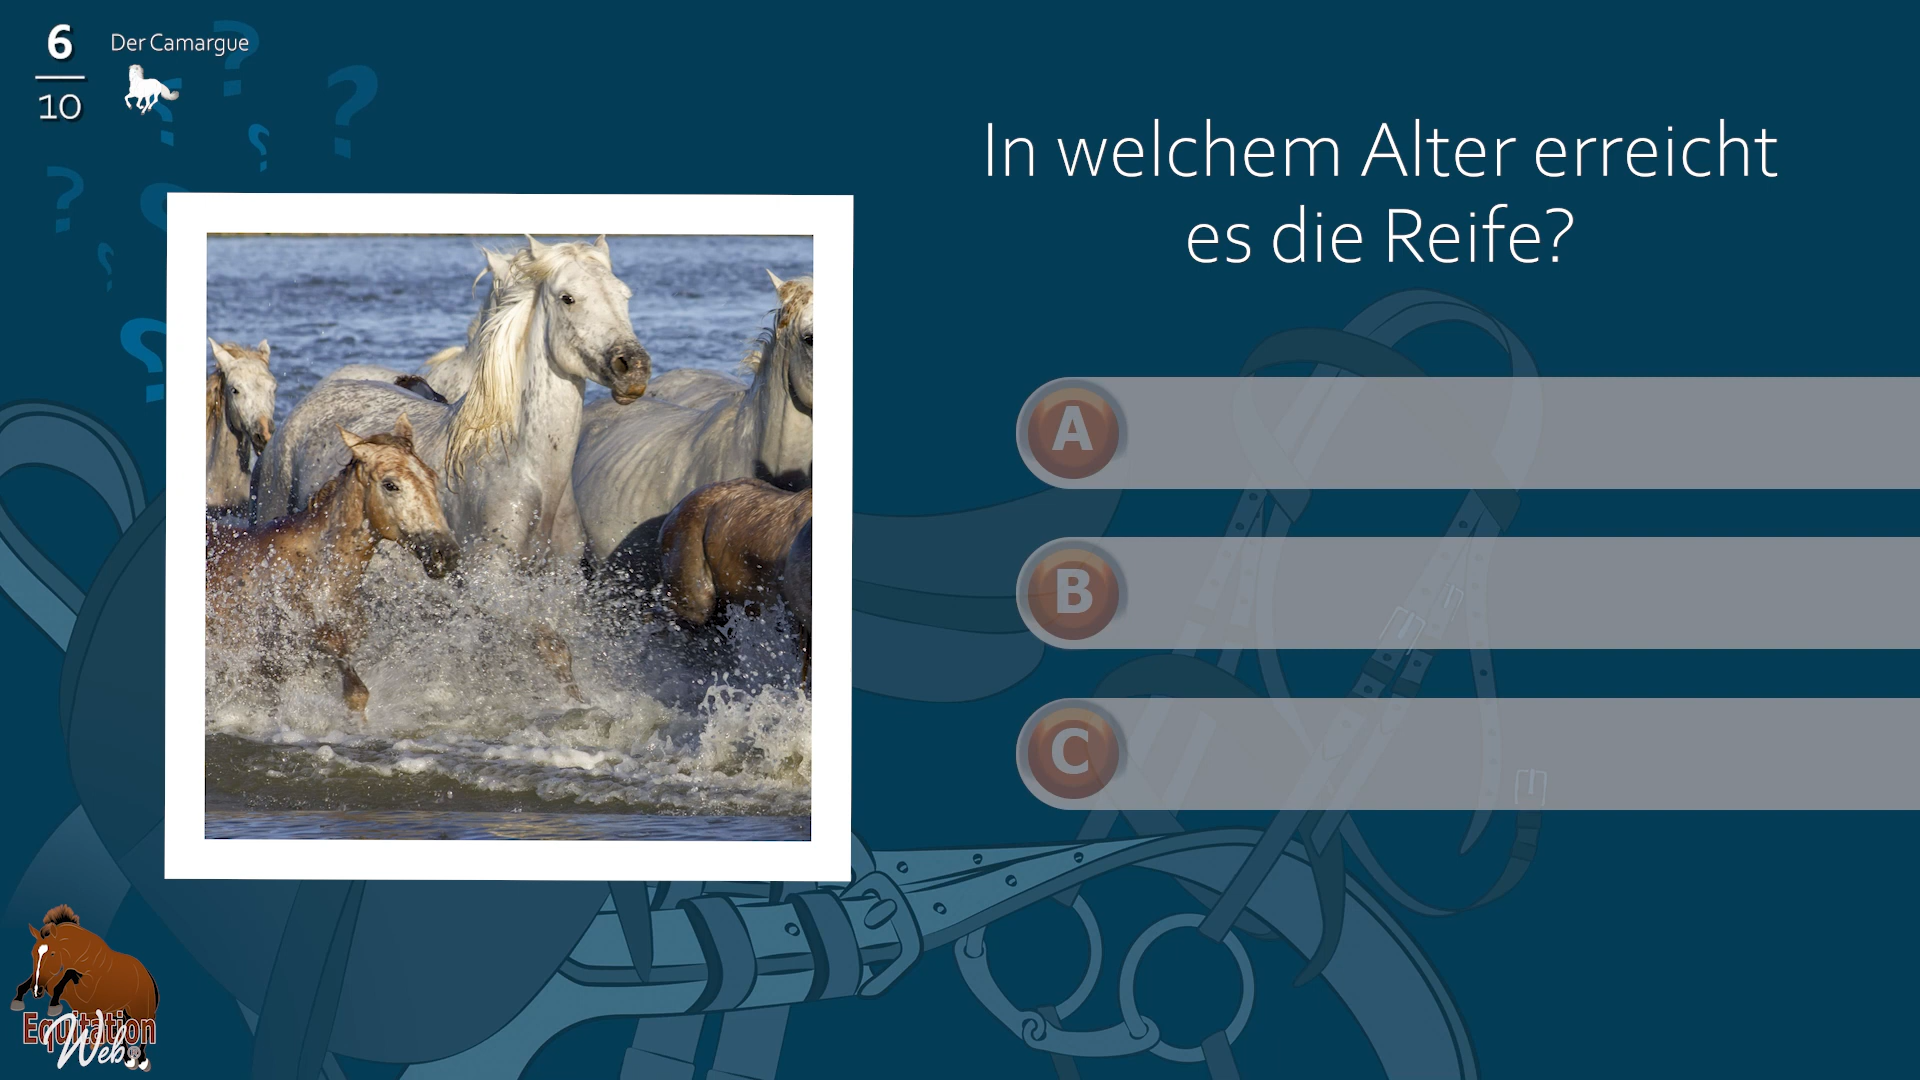 6
10
Der Camargue
In welchem Alter erreicht
es die Reife?
A
B
C
Equitation
Web